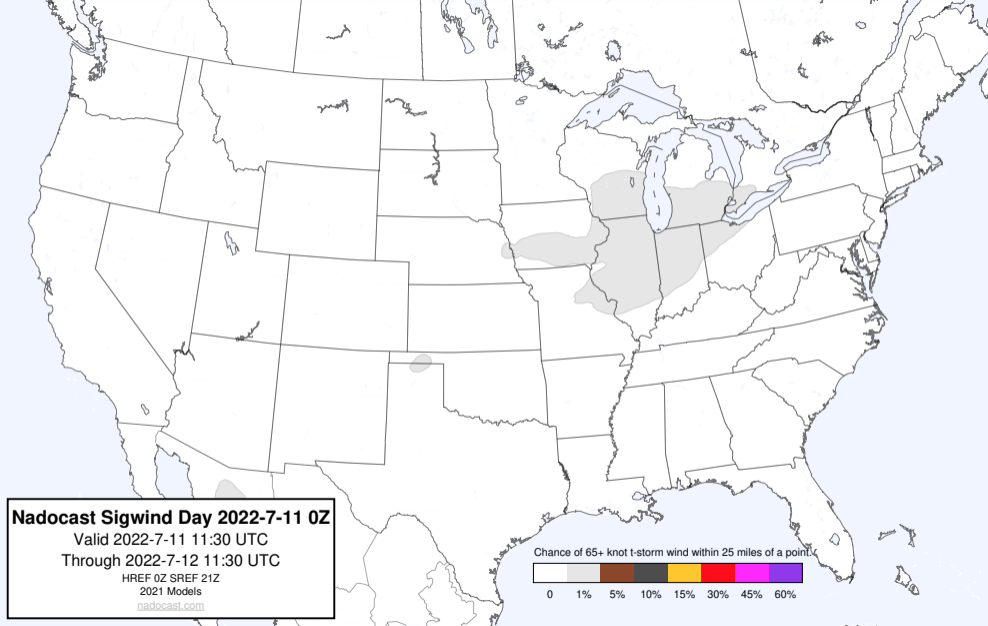 Nadocast Sigwind Day 2022-7-11 0Z
Valid 2022-7-11 11:30 UTC
Through 2022-7-12 11:30 UTC
HREF 0Z SREF 21Z
2021 Models
nadocast.com
Chance of 65+ knot t-storm wind within 25 miles of a point.
0 1% 5% 10% 15% 30% 45% 60%